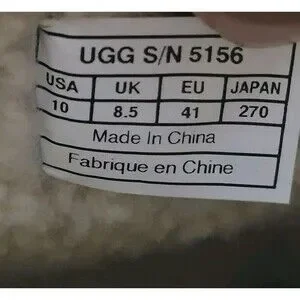 UGG S/N 5156
USA UK EU JAPAN
10 8.5 41 270
Made In China
Fabrique en Chine